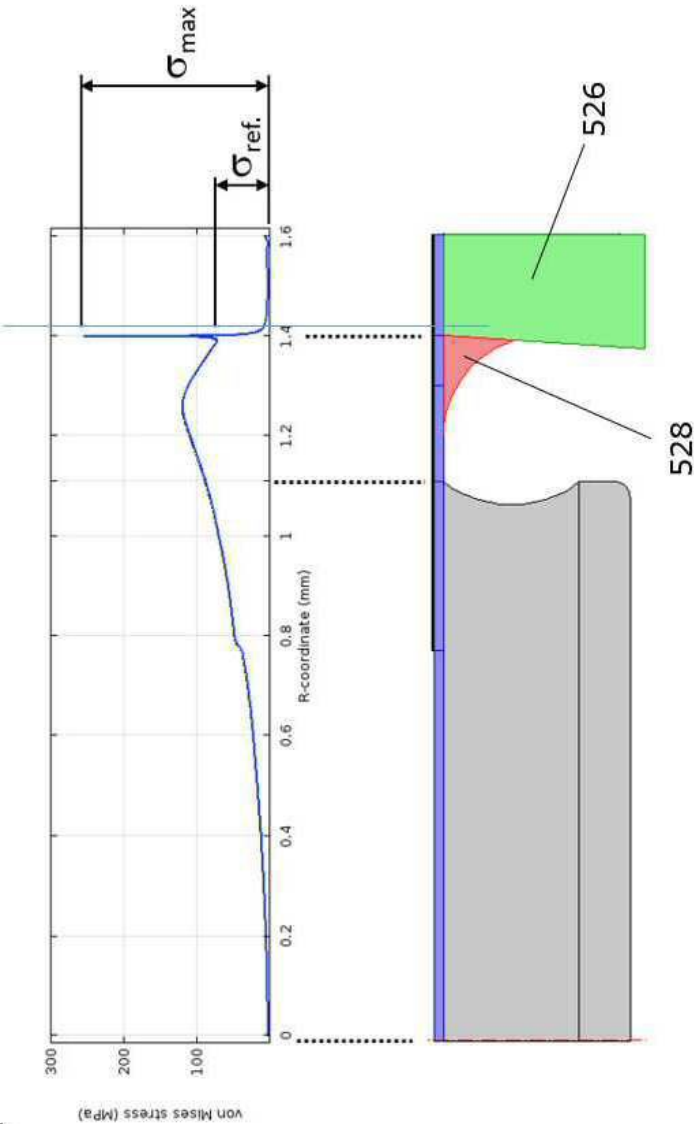 von Mises stress (MPa)
300
200
100
0 0.2 0.4 0.6 0.8 1 1.2 1.4 1.6
R-coordinate (mm)
σmax
σref.
526
528